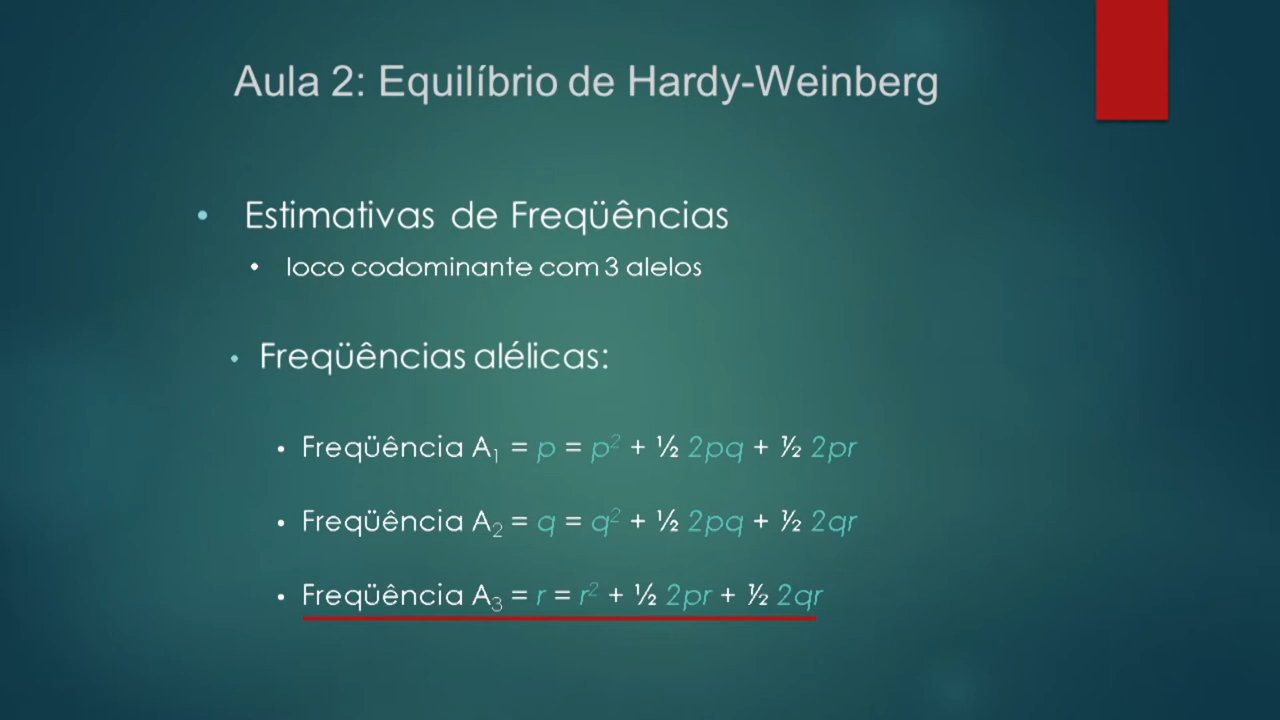 Aula 2: Equilíbrio de Hardy-Weinberg
• Estimativas de Freqüências
• loco codominante com 3 alelos
• Freqüências alélicas:
• Freqüência A₁ = p = p² + ½ 2pq + ½ 2pr
• Freqüência A₂ = q = q² + ½ 2pq + ½ 2qr
• Freqüência A₃ = r = r² + ½ 2pr + ½ 2qr